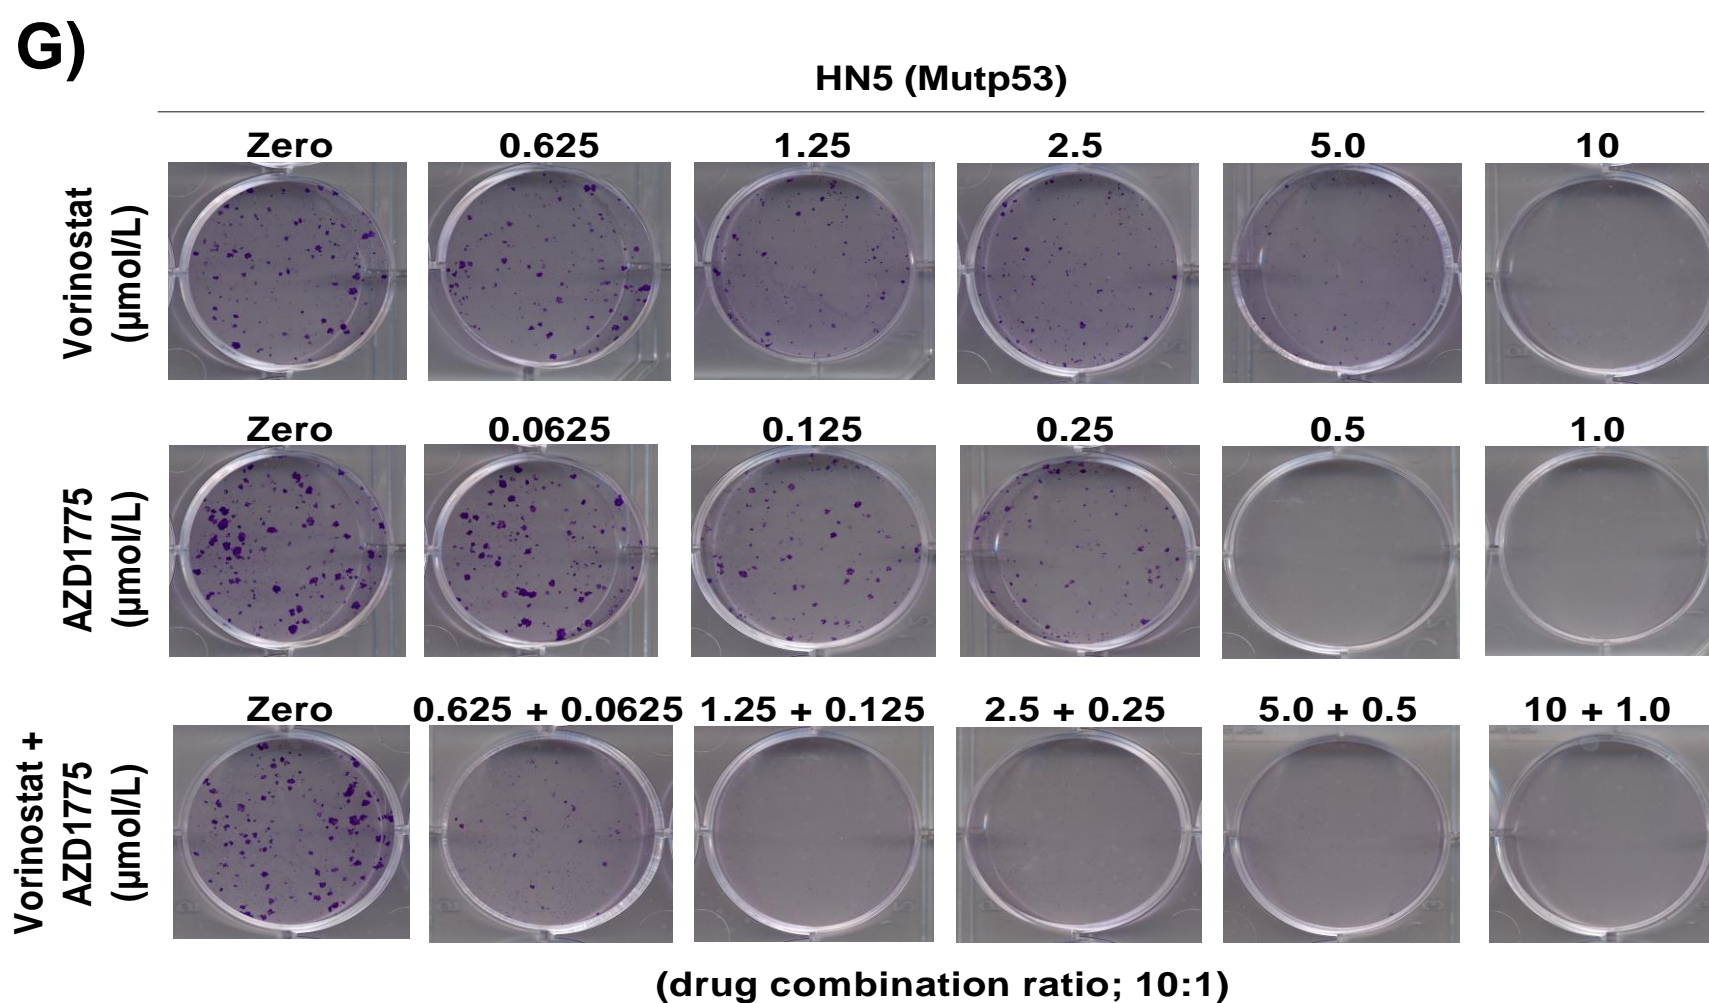 G)
HN5 (Mutp53)
Zero 0.625 1.25 2.5 5.0 10
Vorinostat
(µmol/L)
Zero 0.0625 0.125 0.25 0.5 1.0
AZD1775
(µmol/L)
Zero 0.625 + 0.0625 1.25 + 0.125 2.5 + 0.25 5.0 + 0.5 10 + 1.0
Vorinostat +
AZD1775
(µmol/L)
(drug combination ratio; 10:1)